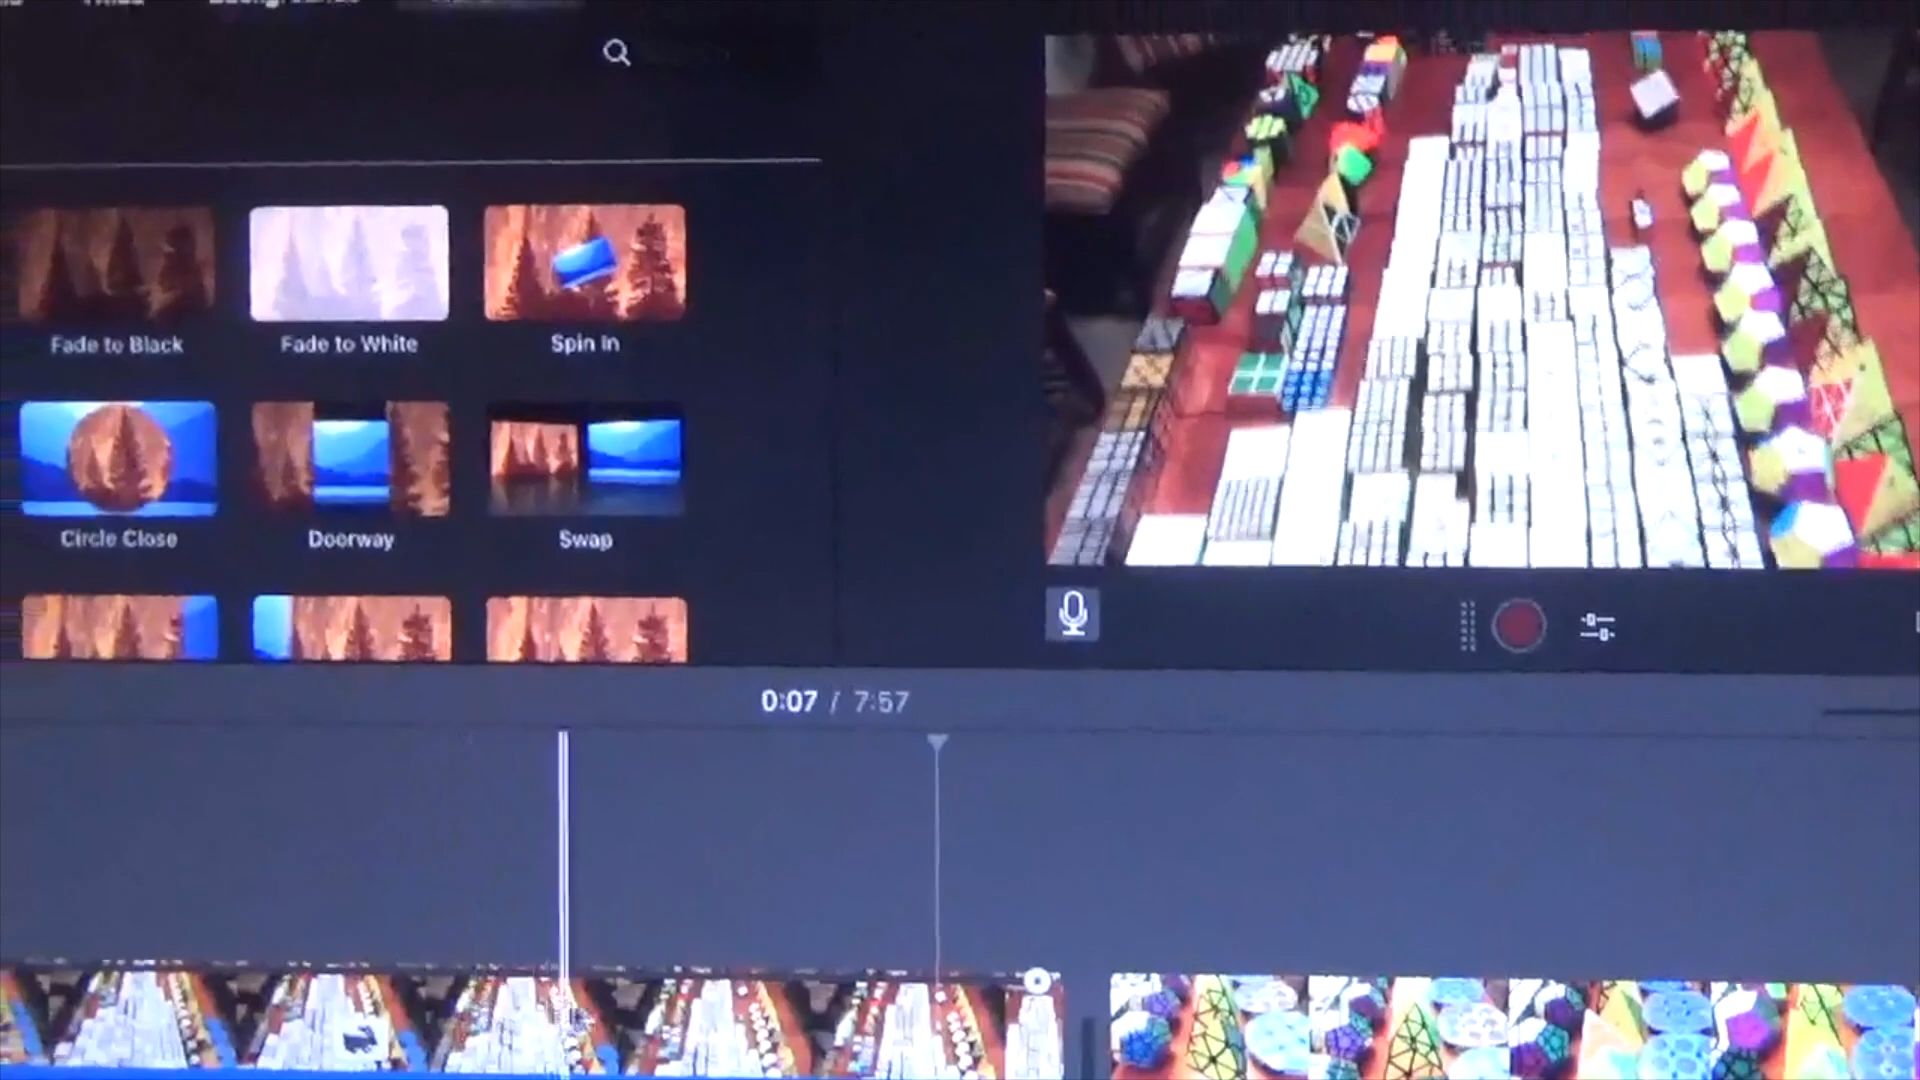 Fade to Black
Fade to White
Spin In
Circle Close
Doorway
Swap
0:07 / 7:57